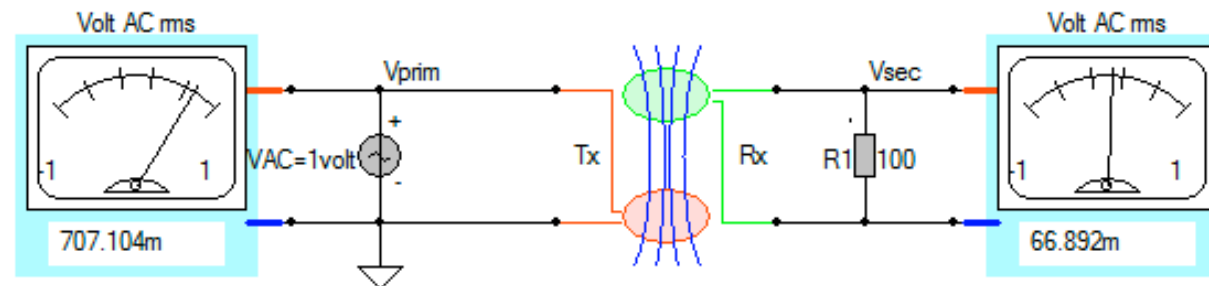 Volt AC rms
Volt AC rms
Vprim
Vsec
+
VAC=1volt
-
Tx
Rx
R1
100
-1
1
-1
1
707.104m
66.892m